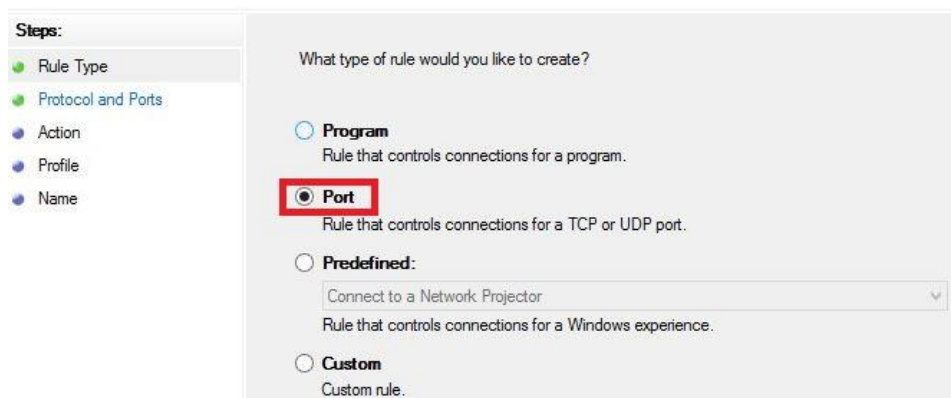 Steps:
Rule Type
Protocol and Ports
Action
Profile
Name
What type of rule would you like to create?
Program
Rule that controls connections for a program.
Port
Rule that controls connections for a TCP or UDP port.
Predefined:
Connect to a Network Projector
Rule that controls connections for a Windows experience.
Custom
Custom rule.